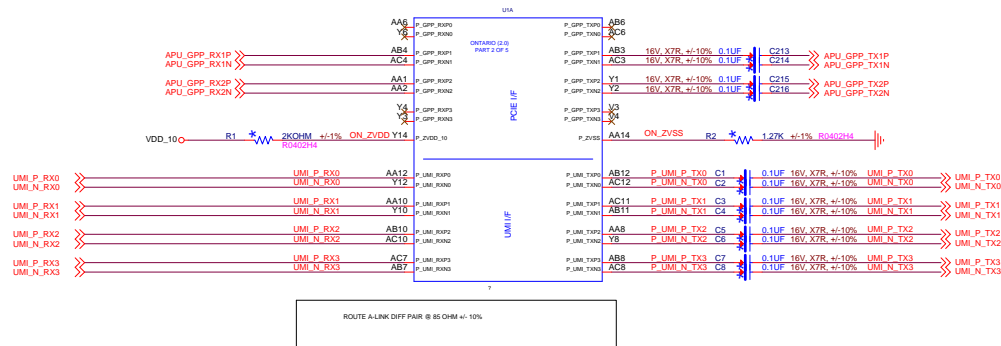 U1A
AA6 P_GPP_RXP0 P_GPP_TXP0 AB6
Y6 P_GPP_RXN0 P_GPP_TXN0 AC6
ONTARIO (2.0)
PART 2 OF 5
APU_GPP_RX1P AB4 P_GPP_RXP1 P_GPP_TXP1 AB3 16V, X7R, +/-10% 0.1UF C213 APU_GPP_TX1P
APU_GPP_RX1N AC4 P_GPP_RXN1 P_GPP_TXN1 AC3 16V, X7R, +/-10% 0.1UF C214 APU_GPP_TX1N
APU_GPP_RX2P AA1 P_GPP_RXP2 P_GPP_TXP2 Y1 16V, X7R, +/-10% 0.1UF C215 APU_GPP_TX2P
APU_GPP_RX2N AA2 P_GPP_RXN2 P_GPP_TXN2 Y2 16V, X7R, +/-10% 0.1UF C216 APU_GPP_TX2N
PCIE I/F
Y4 P_GPP_RXP3 P_GPP_TXP3 V3
Y3 P_GPP_RXN3 P_GPP_TXN3 V4
VDD_10 R1 * 2KOHM +/-1% ON_ZVDD Y14 P_ZVDD_10 P_ZVSS AA14 ON_ZVSS R2 * 1.27K +/-1% R0402H4
R0402H4
UMI_P_RX0 UMI_P_RX0 AA12 P_UMI_RXP0 P_UMI_TXP0 AB12 P_UMI_P_TX0 C1 0.1UF 16V, X7R, +/-10% UMI_P_TX0 UMI_P_TX0
UMI_N_RX0 UMI_N_RX0 Y12 P_UMI_RXN0 P_UMI_TXN0 AC12 P_UMI_N_TX0 C2 0.1UF 16V, X7R, +/-10% UMI_N_TX0 UMI_N_TX0
UMI_P_RX1 UMI_P_RX1 AA10 P_UMI_RXP1 P_UMI_TXP1 AC11 P_UMI_P_TX1 C3 0.1UF 16V, X7R, +/-10% UMI_P_TX1 UMI_P_TX1
UMI_N_RX1 UMI_N_RX1 Y10 P_UMI_RXN1 P_UMI_TXN1 AB11 P_UMI_N_TX1 C4 0.1UF 16V, X7R, +/-10% UMI_N_TX1 UMI_N_TX1
UMI I/F
UMI_P_RX2 UMI_P_RX2 AB10 P_UMI_RXP2 P_UMI_TXP2 AA8 P_UMI_P_TX2 C5 0.1UF 16V, X7R, +/-10% UMI_P_TX2 UMI_P_TX2
UMI_N_RX2 UMI_N_RX2 AC10 P_UMI_RXN2 P_UMI_TXN2 Y8 P_UMI_N_TX2 C6 0.1UF 16V, X7R, +/-10% UMI_N_TX2 UMI_N_TX2
UMI_P_RX3 UMI_P_RX3 AC7 P_UMI_RXP3 P_UMI_TXP3 AB8 P_UMI_P_TX3 C7 0.1UF 16V, X7R, +/-10% UMI_P_TX3 UMI_P_TX3
UMI_N_RX3 UMI_N_RX3 AB7 P_UMI_RXN3 P_UMI_TXN3 AC8 P_UMI_N_TX3 C8 0.1UF 16V, X7R, +/-10% UMI_N_TX3 UMI_N_TX3
?
ROUTE A-LINK DIFF PAIR @ 85 OHM +/- 10%